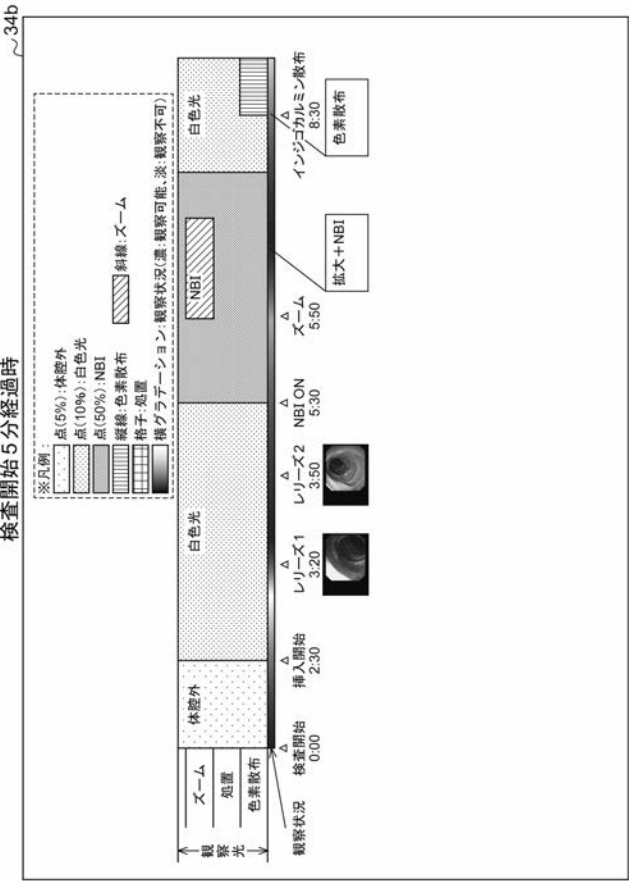 検査開始5分経過時
34b
※凡例:
点(5%):体腔外
点(10%):白色光
点(50%):NBI
縦線:色素散布
格子:処置
斜線:ズーム
横グラデーション:観察状況(濃:観察可能、淡:観察不可)
観察光
ズーム
処置
色素散布
体腔外
白色光
NBI
白色光
観察状況
検査開始
0:00
挿入開始
2:30
レリーズ1
3:20
レリーズ2
3:50
NBI ON
5:30
ズーム
5:50
インジゴカルミン散布
8:30
拡大+NBI
色素散布